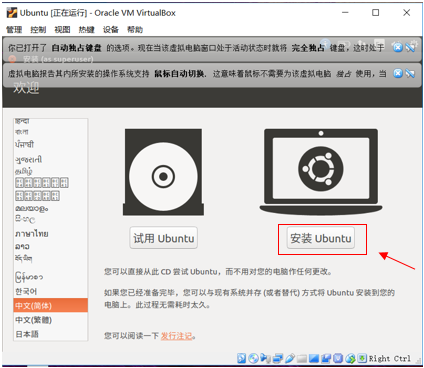 Ubuntu [正在运行] - Oracle VM VirtualBox
管理 控制 视图 热键 设备 帮助
你已打开了 自动独占键盘 的选项。现在当该虚拟电脑窗口处于活动状态时就将 完全独占 键盘，这时处于
安装 (as superuser)
虚拟电脑报告其内所安装的操作系统支持 鼠标自动切换. 这意味着鼠标不需要为该虚拟电脑 独占 使用，当
欢迎
हिन्दी
বাংলা
ਪੰਜਾਬੀ
ગુજરાતી
தமிழ்
മലയാളം
සිංහල
ภาษาไทย
ລາວ
မြန်မာစာ
한국어
中文(简体)
中文(繁體)
日本語
试用 Ubuntu
安装 Ubuntu
您可以直接从此 CD 尝试 Ubuntu，而不用对您的电脑作任何更改。
如果您已经准备完毕，您可以与现有系统并存 (或者替代) 方式将 Ubuntu 安装到您的
电脑上。此过程无需耗时太久。
您可以阅读一下 发行注记。
Right Ctrl